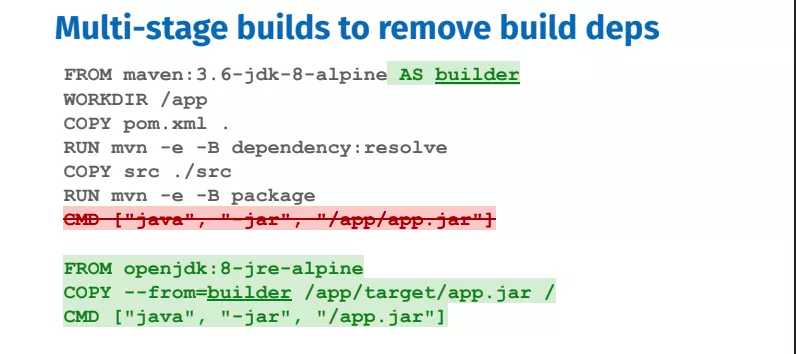 Multi-stage builds to remove build deps
FROM maven:3.6-jdk-8-alpine AS builder
WORKDIR /app
COPY pom.xml .
RUN mvn -e -B dependency:resolve
COPY src ./src
RUN mvn -e -B package
CMD ["java", "-jar", "/app/app.jar"]
FROM openjdk:8-jre-alpine
COPY --from=builder /app/target/app.jar /
CMD ["java", "-jar", "/app.jar"]